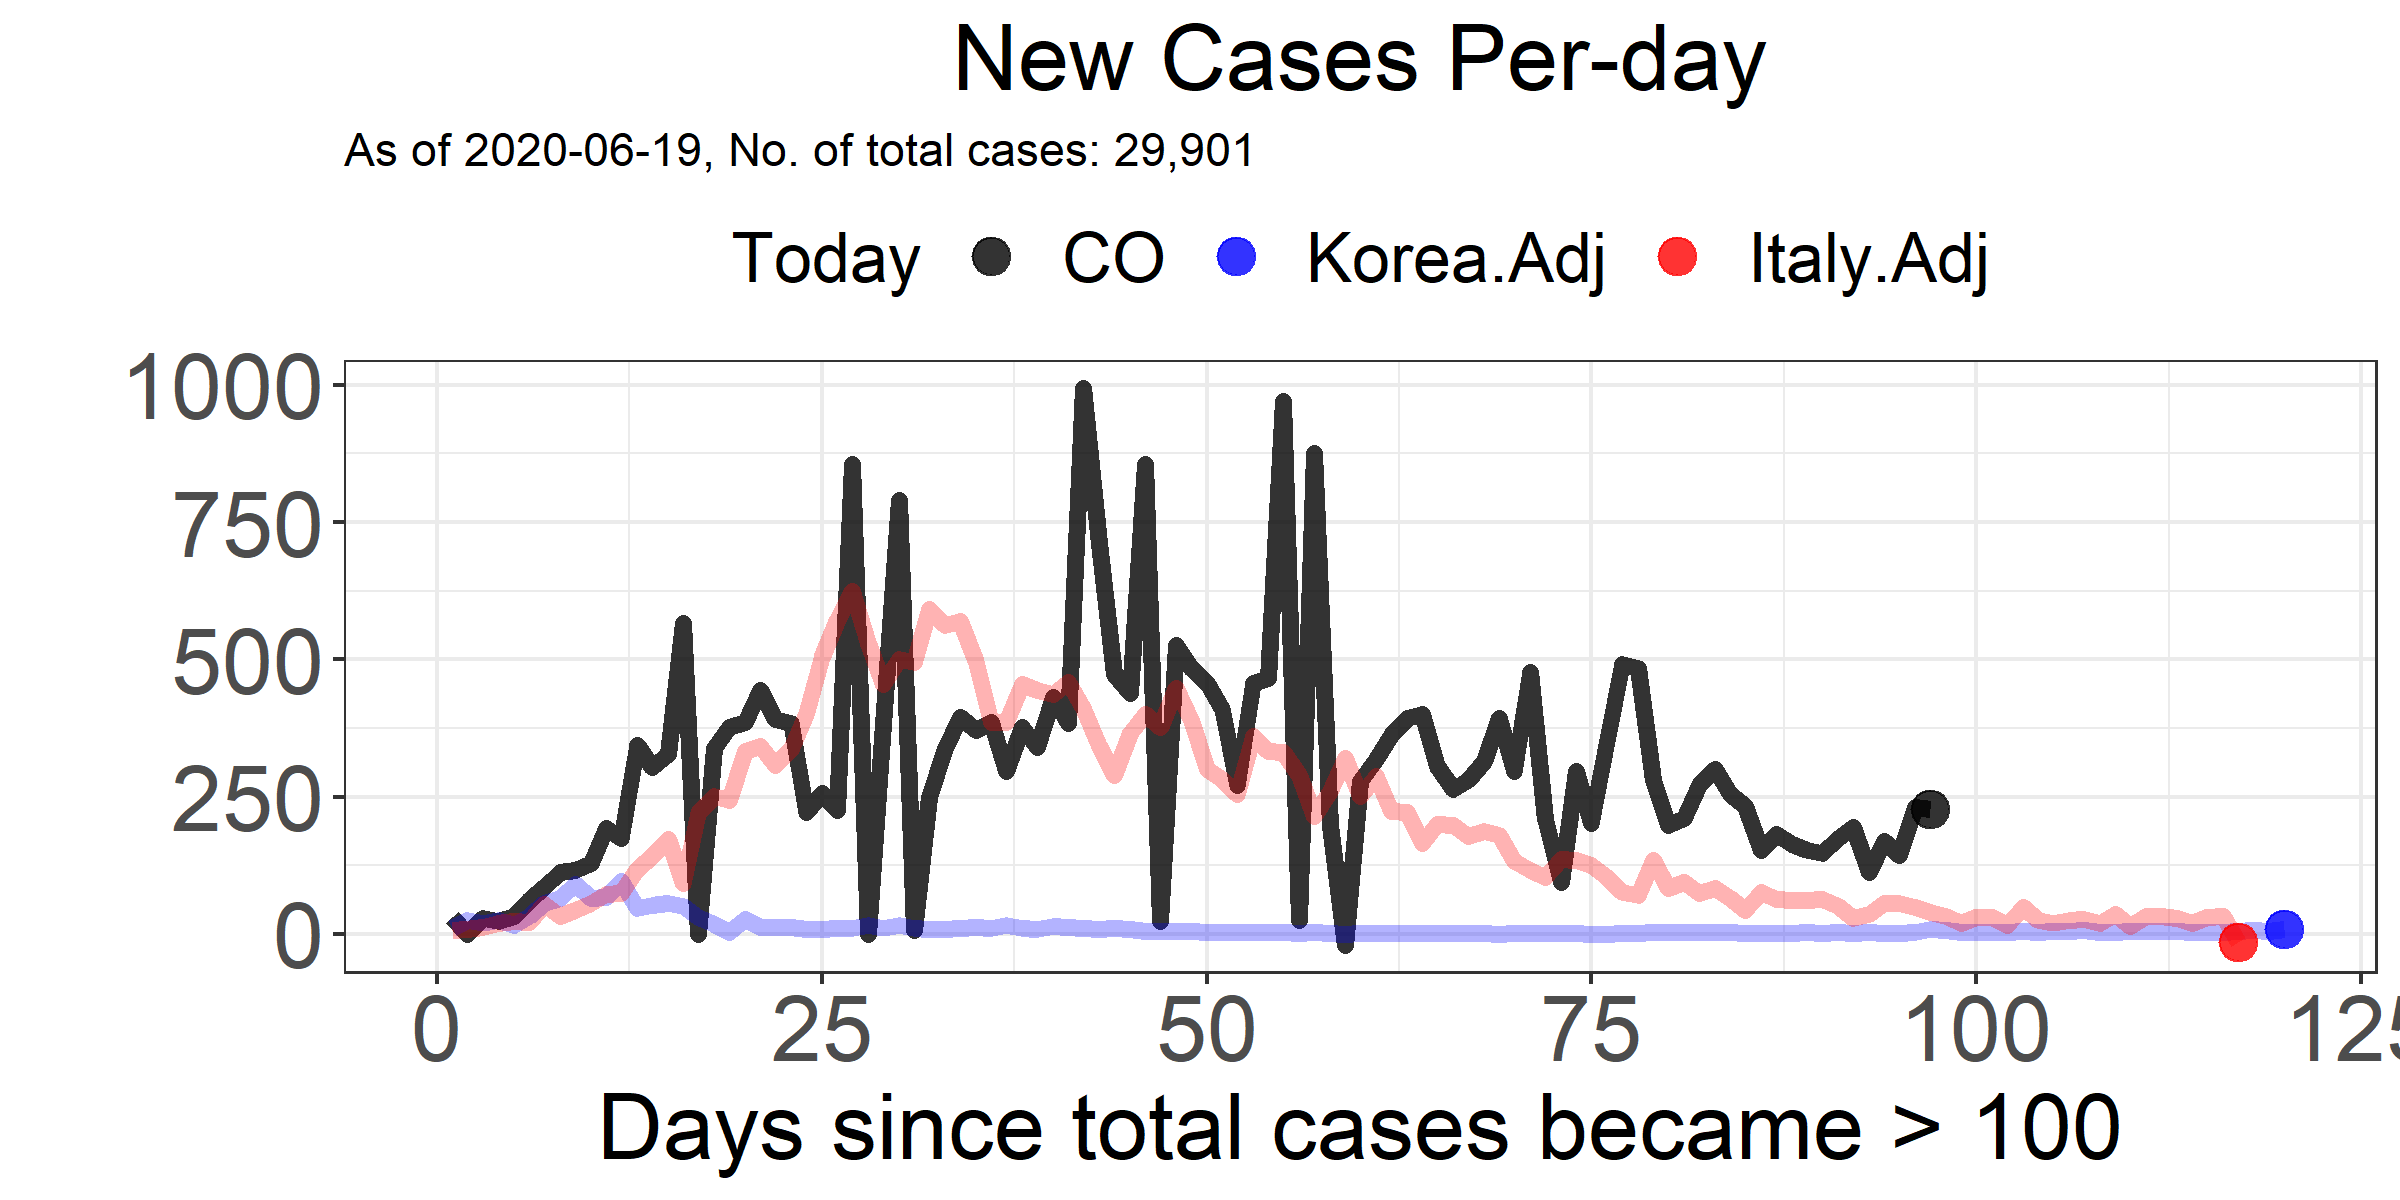 New Cases Per-day
As of 2020-06-19, No. of total cases: 29,901
Today CO Korea.Adj Italy.Adj
1000
750
500
250
0
0 25 50 75 100 125
Days since total cases became > 100